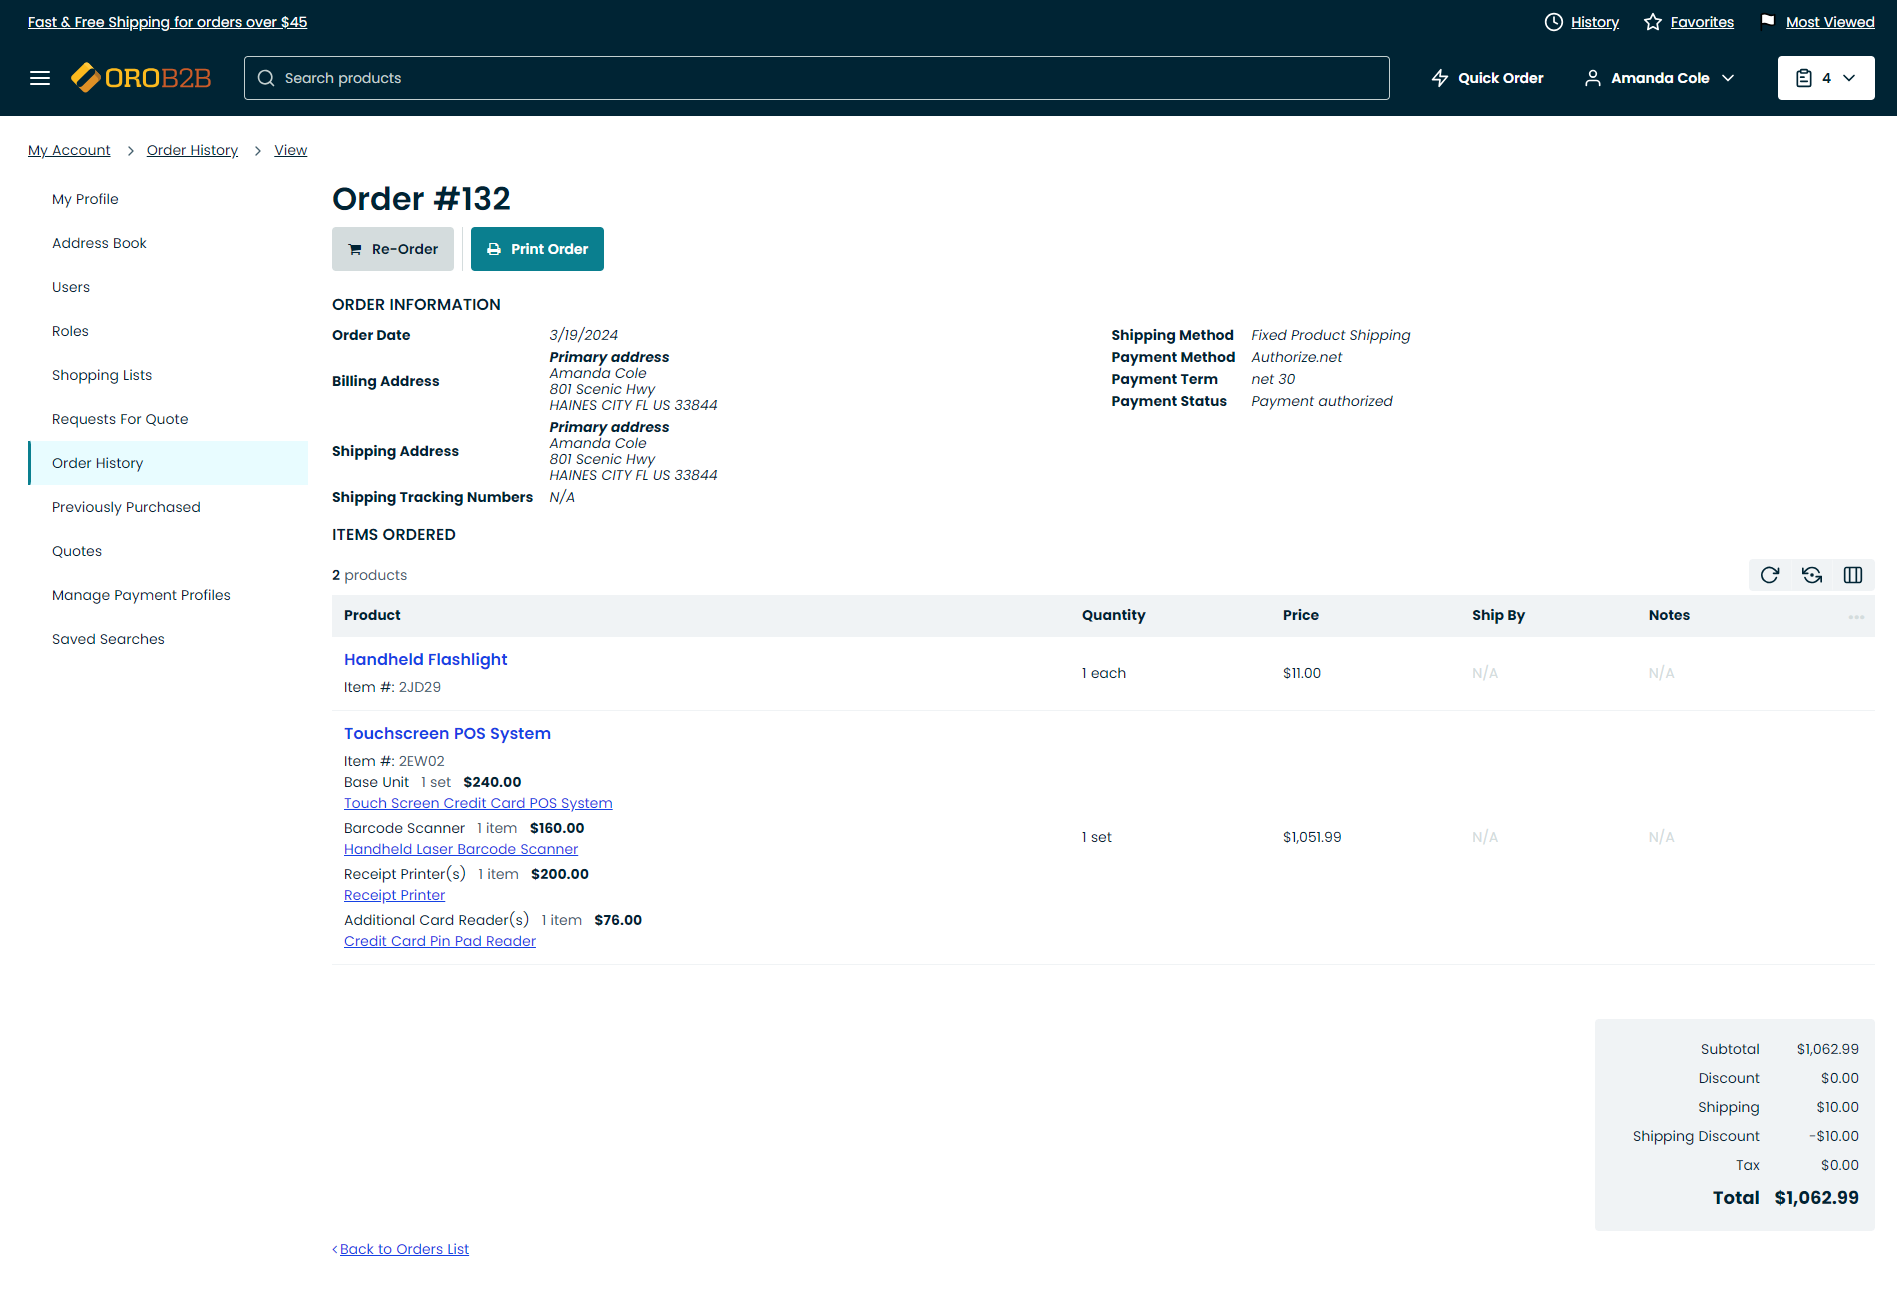 Fast & Free Shipping for orders over $45
History
Favorites
Most Viewed
OROB2B
Search products
Quick Order
Amanda Cole
4
My Account > Order History > View
My Profile
Address Book
Users
Roles
Shopping Lists
Requests For Quote
Order History
Previously Purchased
Quotes
Manage Payment Profiles
Saved Searches
Order #132
Re-Order
Print Order
ORDER INFORMATION
Order Date 3/19/2024
Billing Address
Primary address
Amanda Cole
801 Scenic Hwy
HAINES CITY FL US 33844
Shipping Address
Primary address
Amanda Cole
801 Scenic Hwy
HAINES CITY FL US 33844
Shipping Tracking Numbers N/A
Shipping Method Fixed Product Shipping
Payment Method Authorize.net
Payment Term net 30
Payment Status Payment authorized
ITEMS ORDERED
2 products
Product Quantity Price Ship By Notes ...
Handheld Flashlight
Item #: 2JD29
1 each $11.00 N/A N/A
Touchscreen POS System
Item #: 2EW02
Base Unit 1 set $240.00
Touch Screen Credit Card POS System
Barcode Scanner 1 item $160.00
Handheld Laser Barcode Scanner
Receipt Printer(s) 1 item $200.00
Receipt Printer
Additional Card Reader(s) 1 item $76.00
Credit Card Pin Pad Reader
1 set $1,051.99 N/A N/A
Subtotal $1,062.99
Discount $0.00
Shipping $10.00
Shipping Discount -$10.00
Tax $0.00
Total $1,062.99
<Back to Orders List